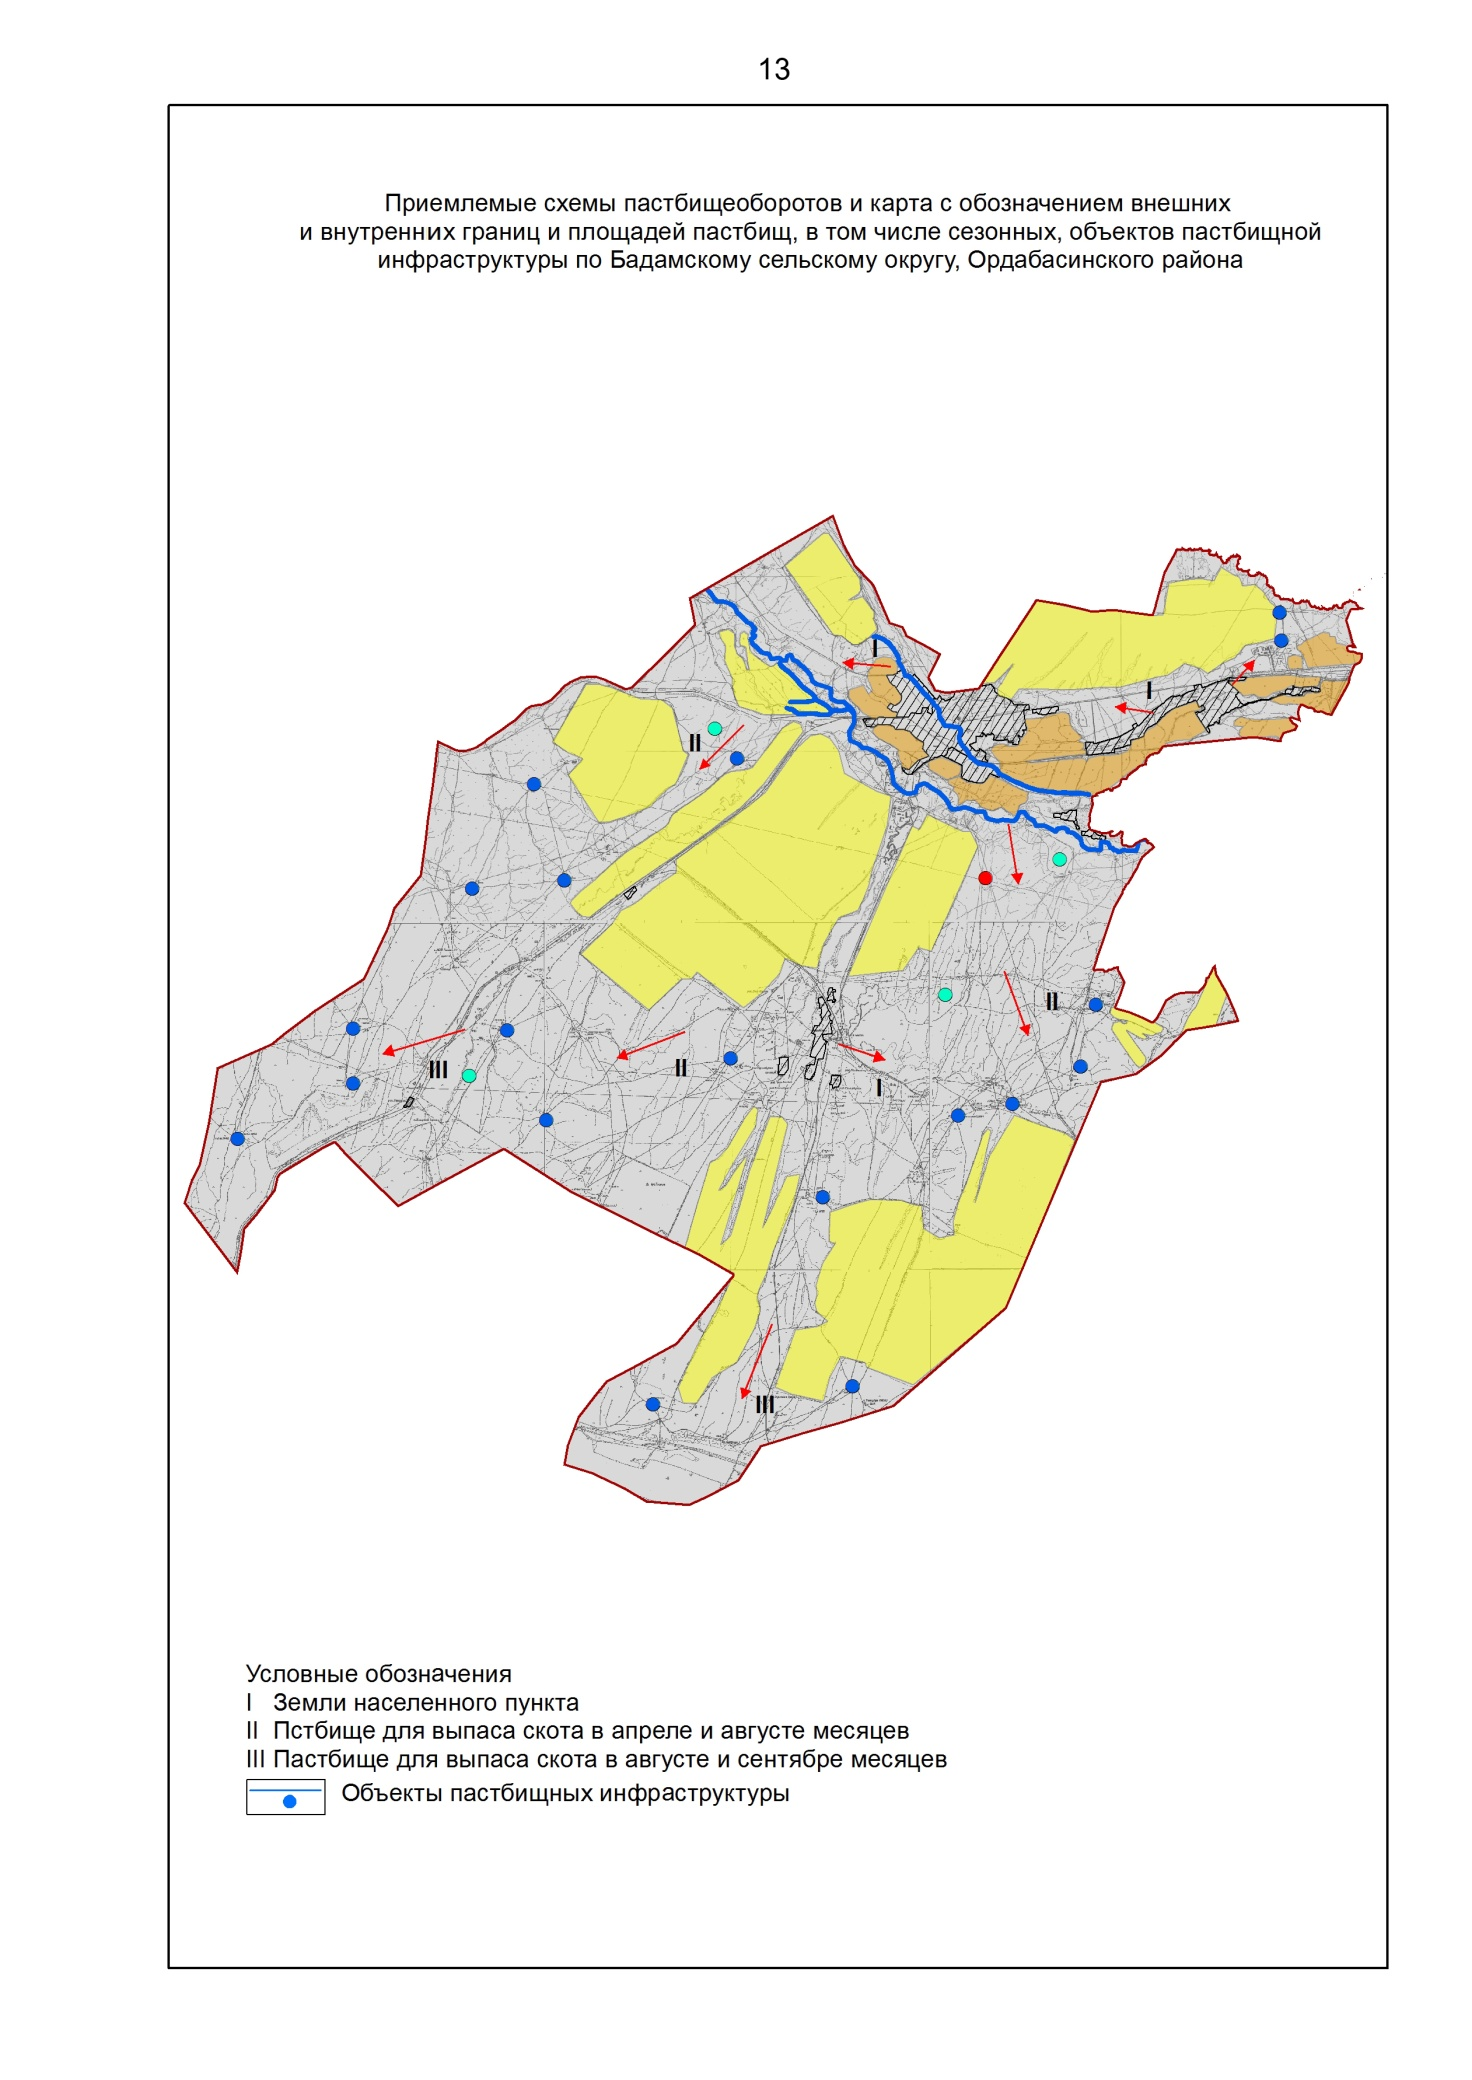 13
Приемлемые схемы пастбищеоборотов и карта с обозначением внешних
и внутренних границ и площадей пастбищ, в том числе сезонных, объектов пастбищной
инфраструктуры по Бадамскому сельскому округу, Ордабасинского района
I
I
II
II
III
II
I
III
Условные обозначения
I Земли населенного пункта
II Пстбище для выпаса скота в апреле и августе месяцев
III Пастбище для выпаса скота в августе и сентябре месяцев
Объекты пастбищных инфраструктуры